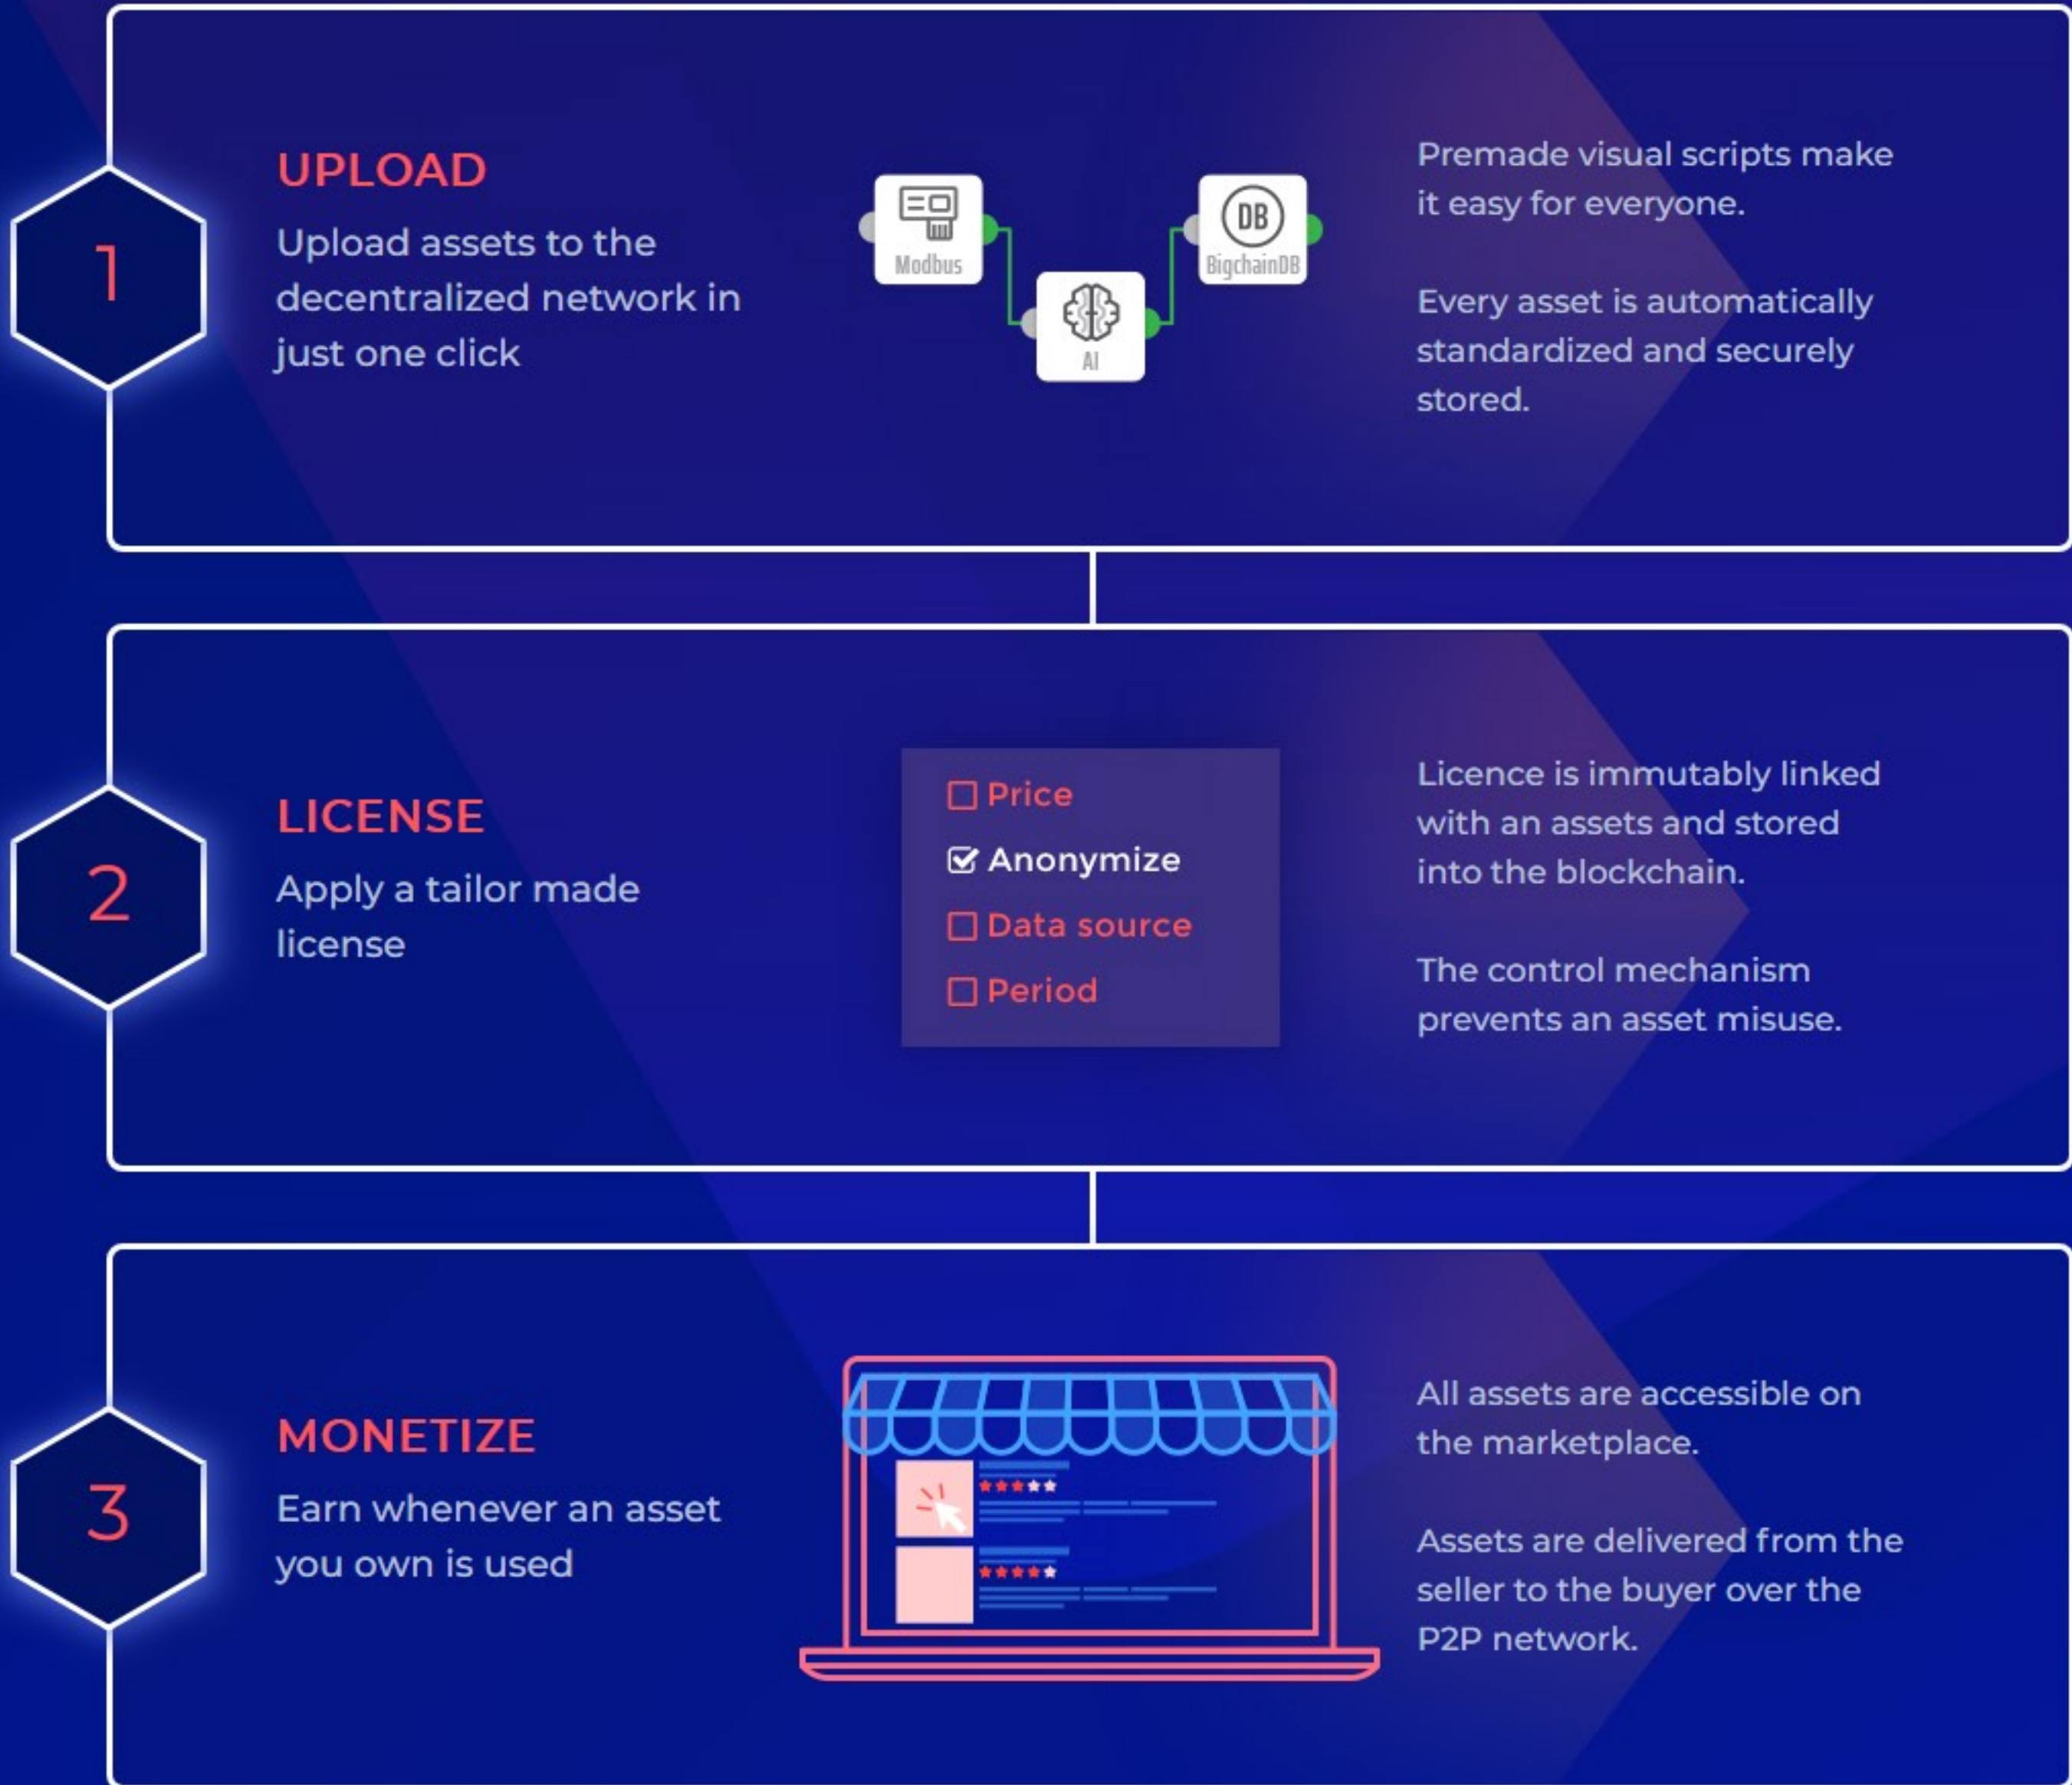 1
UPLOAD
Upload assets to the
decentralized network in
just one click
Modbus
AI
DB
BigchainDB
Premade visual scripts make
it easy for everyone.
Every asset is automatically
standardized and securely
stored.
2
LICENSE
Apply a tailor made
license
Price
Anonymize
Data source
Period
Licence is immutably linked
with an assets and stored
into the blockchain.
The control mechanism
prevents an asset misuse.
3
MONETIZE
Earn whenever an asset
you own is used
All assets are accessible on
the marketplace.
Assets are delivered from the
seller to the buyer over the
P2P network.